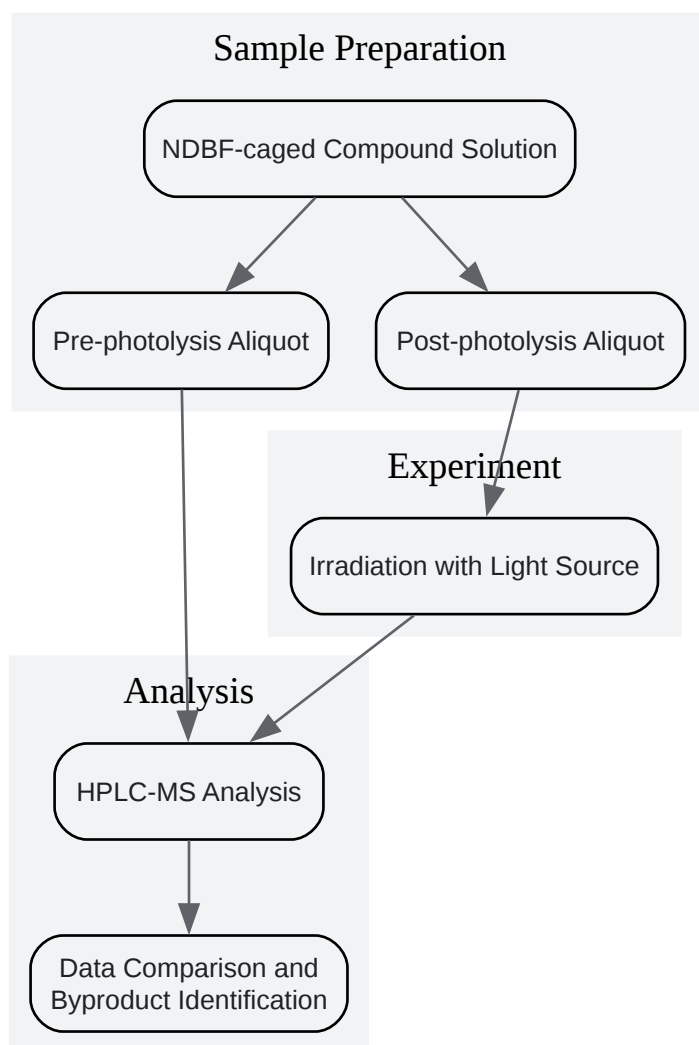 Sample Preparation
NDBF-caged Compound Solution
Pre-photolysis Aliquot
Post-photolysis Aliquot
Experiment
Irradiation with Light Source
Analysis
HPLC-MS Analysis
Data Comparison and
Byproduct Identification